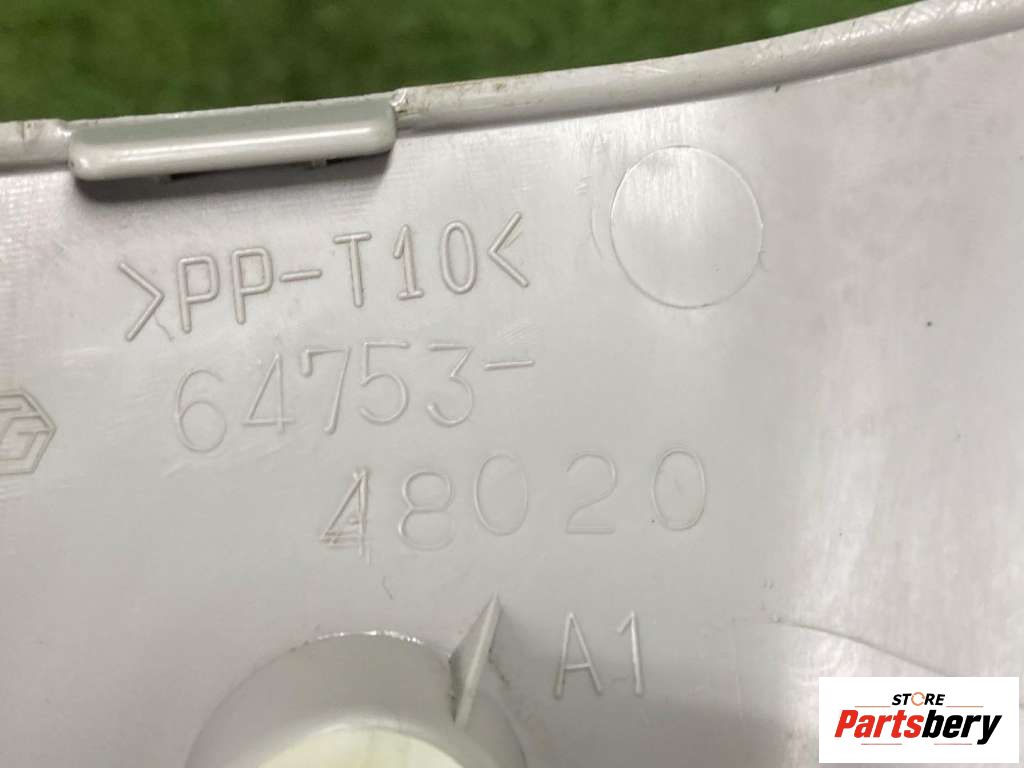 >PP-T10<
64753-
48020
A1
STORE
Partsbery